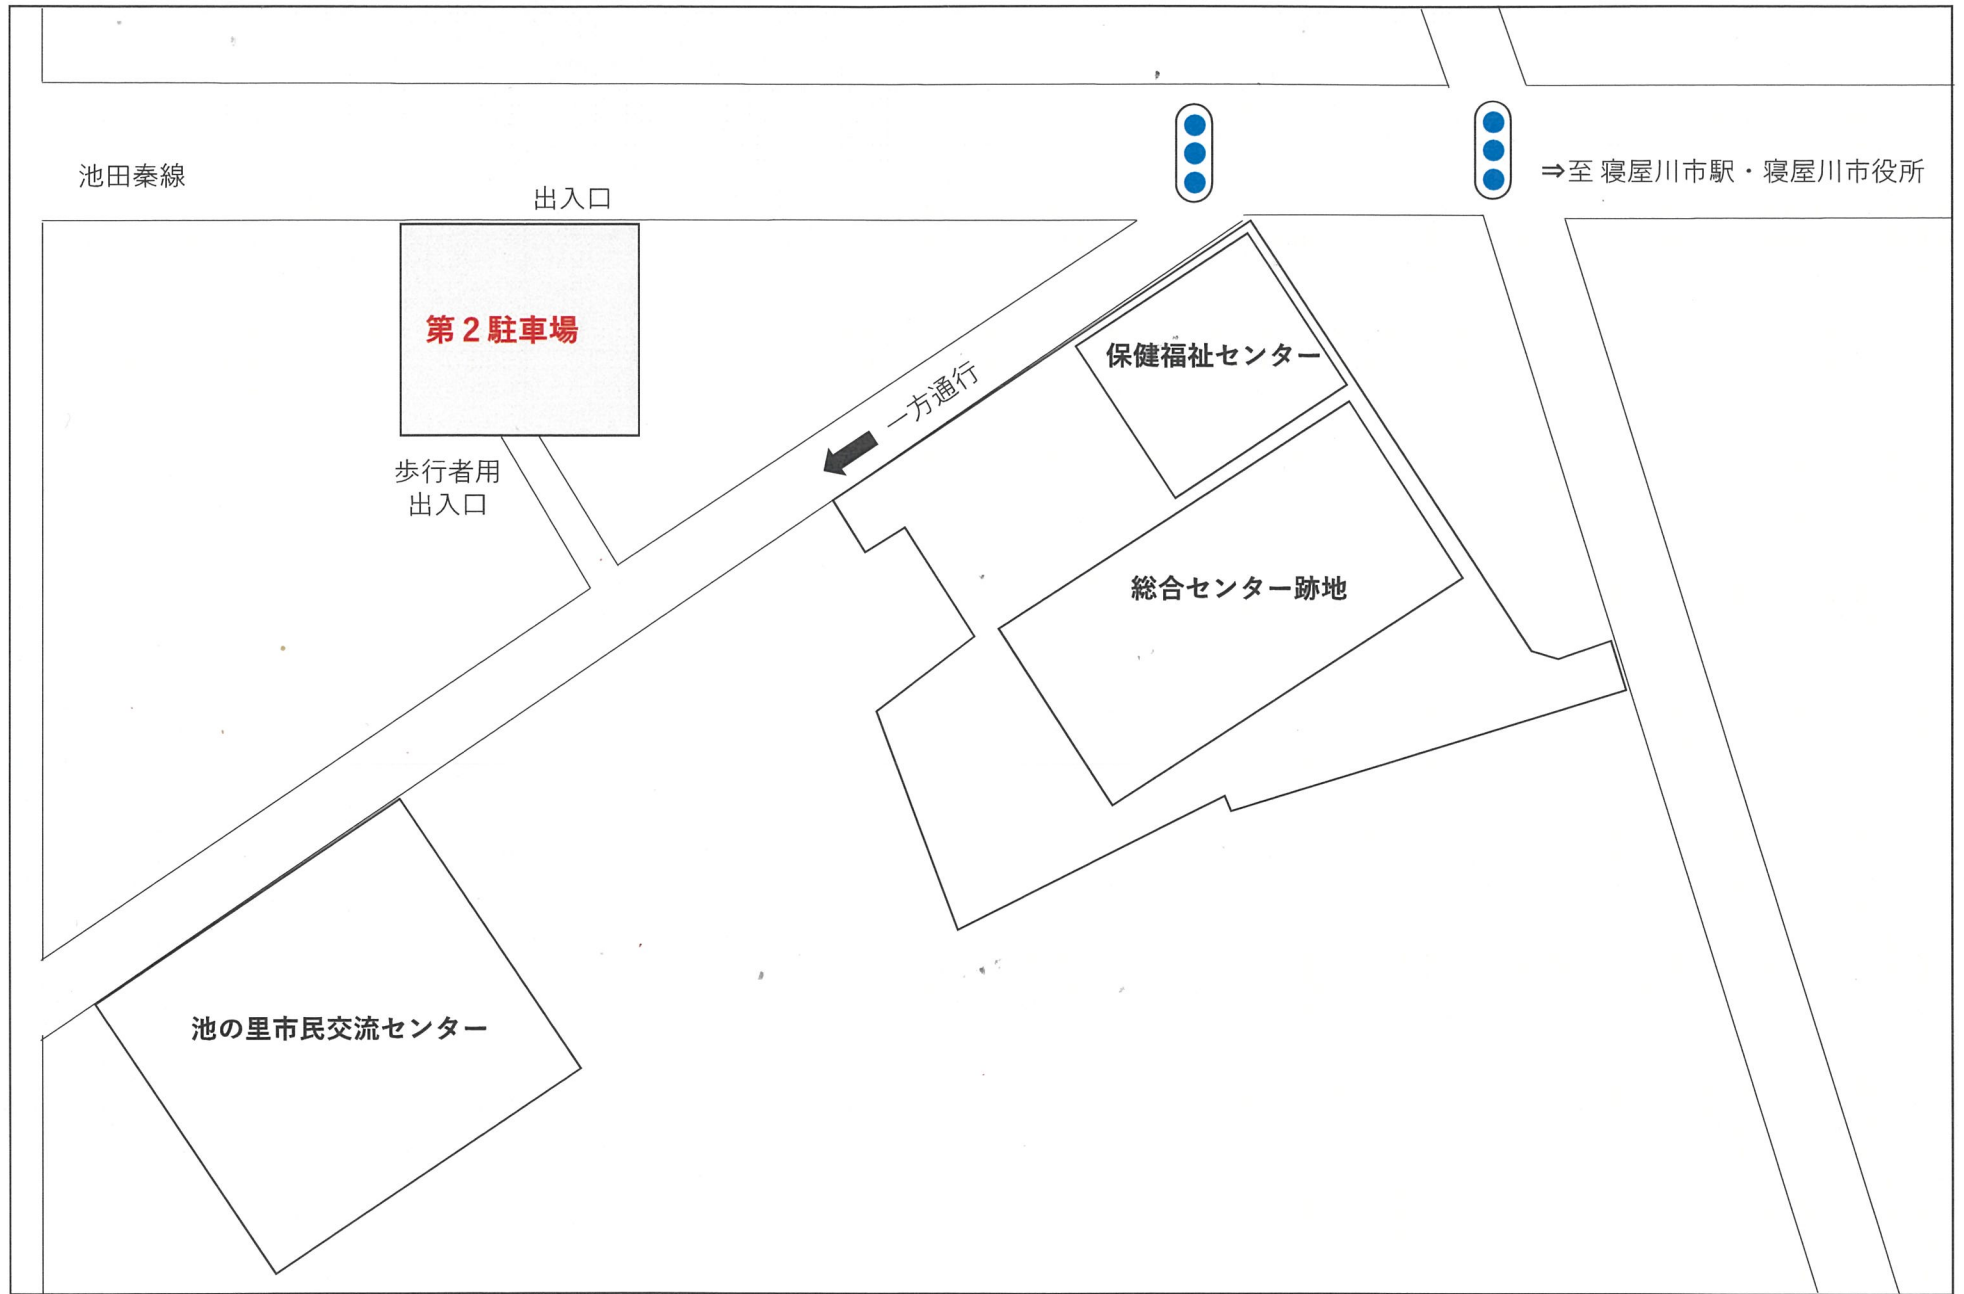 池田秦線
⇒至 寝屋川市駅・寝屋川市役所
出入口
第２駐車場
保健福祉センター
一方通行
歩行者用
出入口
総合センター跡地
池の里市民交流センター